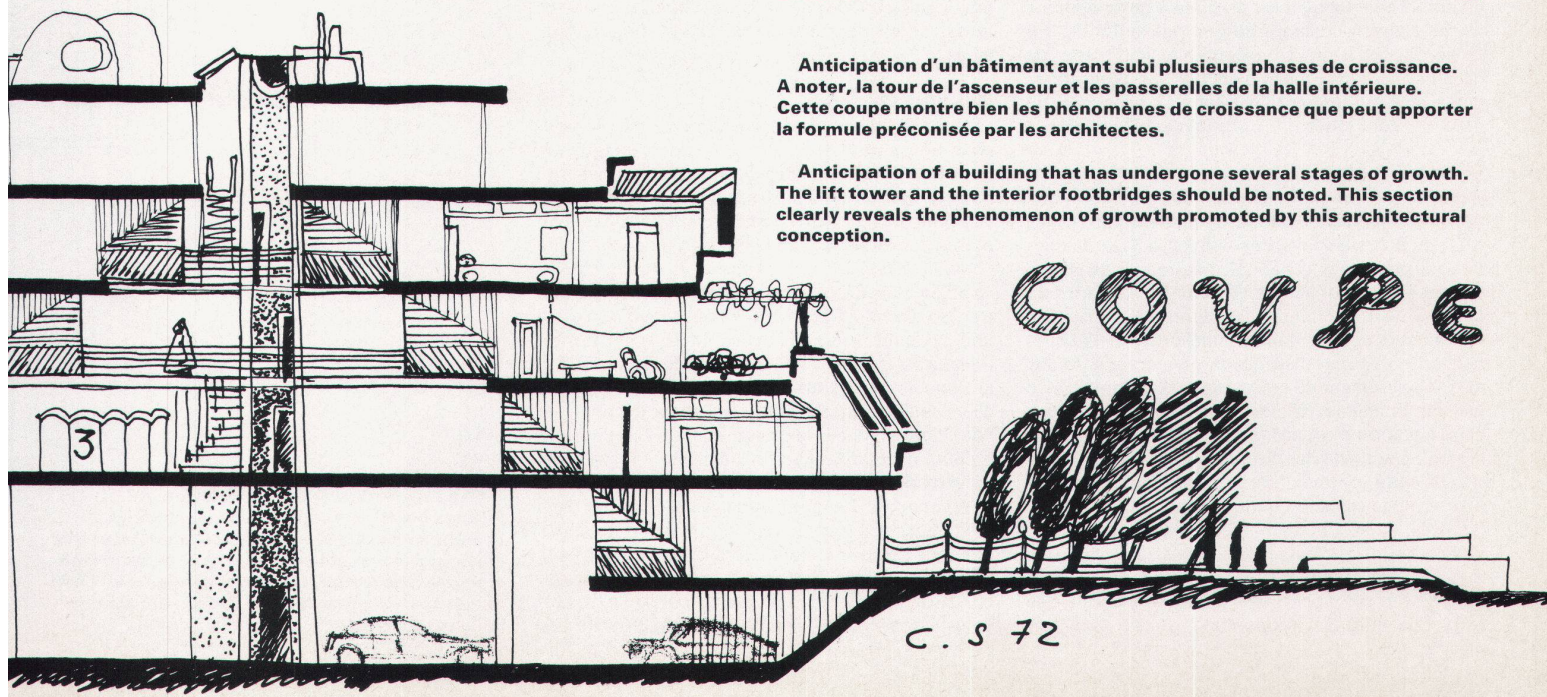 Anticipation d'un bâtiment ayant subi plusieurs phases de croissance.
A noter, la tour de l'ascenseur et les passerelles de la halle intérieure.
Cette coupe montre bien les phénomènes de croissance que peut apporter
la formule préconisée par les architectes.
Anticipation of a building that has undergone several stages of growth.
The lift tower and the interior footbridges should be noted. This section
clearly reveals the phenomenon of growth promoted by this architectural
conception.
COUPE
3
C. S 72